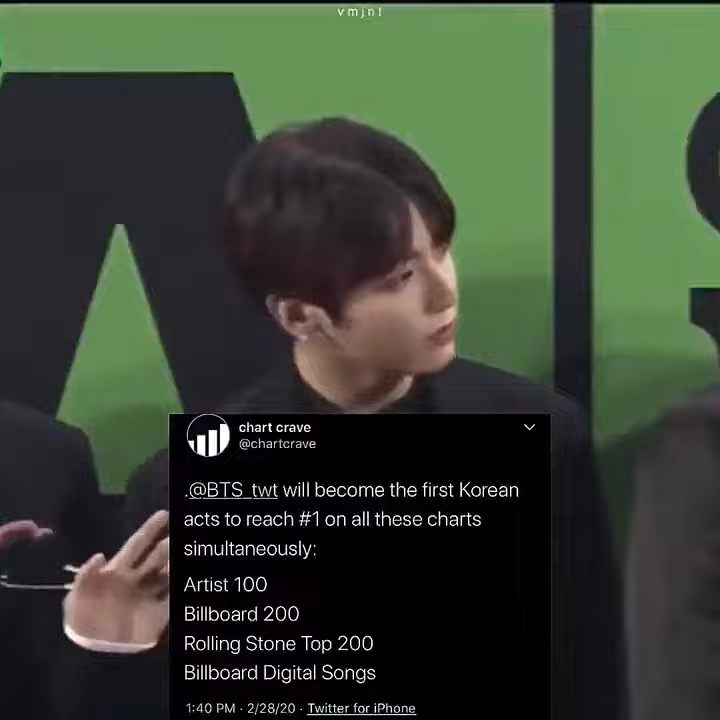 vmjnf
chart crave
@chartcrave
.@BTS_twt will become the first Korean
acts to reach #1 on all these charts
simultaneously:
Artist 100
Billboard 200
Rolling Stone Top 200
Billboard Digital Songs
1:40 PM · 2/28/20 · Twitter for iPhone